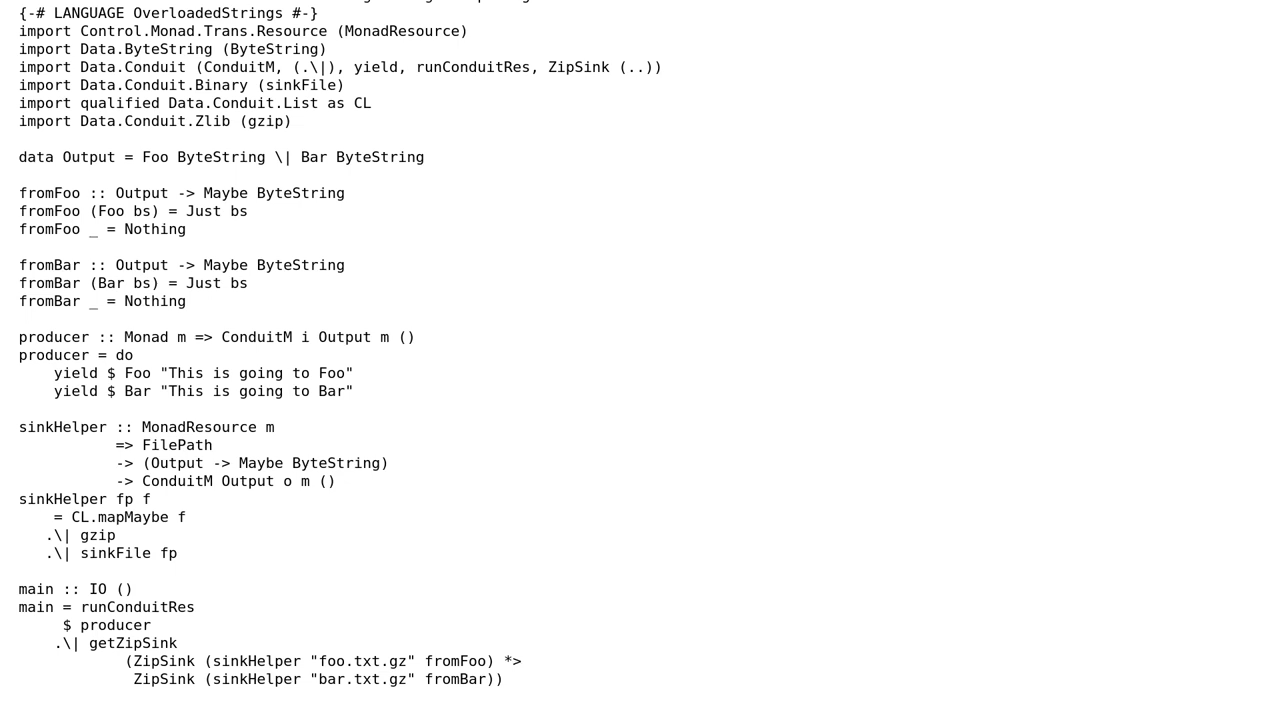 {-# LANGUAGE OverloadedStrings #-}
import Control.Monad.Trans.Resource (MonadResource)
import Data.ByteString (ByteString)
import Data.Conduit (ConduitM, (.\|), yield, runConduitRes, ZipSink (..))
import Data.Conduit.Binary (sinkFile)
import qualified Data.Conduit.List as CL
import Data.Conduit.Zlib (gzip)

data Output = Foo ByteString \| Bar ByteString

fromFoo :: Output -> Maybe ByteString
fromFoo (Foo bs) = Just bs
fromFoo _ = Nothing

fromBar :: Output -> Maybe ByteString
fromBar (Bar bs) = Just bs
fromBar _ = Nothing

producer :: Monad m => ConduitM i Output m ()
producer = do
    yield $ Foo "This is going to Foo"
    yield $ Bar "This is going to Bar"

sinkHelper :: MonadResource m
           => FilePath
           -> (Output -> Maybe ByteString)
           -> ConduitM Output o m ()
sinkHelper fp f
    = CL.mapMaybe f
   .\| gzip
   .\| sinkFile fp

main :: IO ()
main = runConduitRes
     $ producer
    .\| getZipSink
            (ZipSink (sinkHelper "foo.txt.gz" fromFoo) *>
             ZipSink (sinkHelper "bar.txt.gz" fromBar))